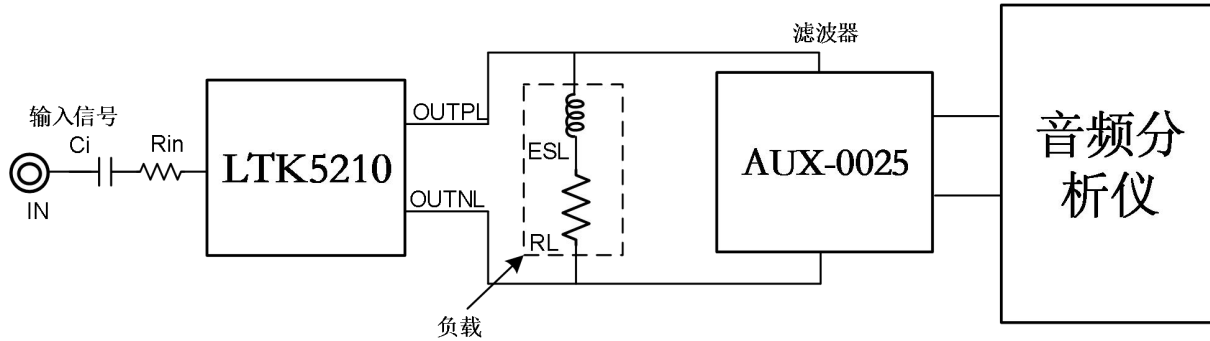 输入信号
Ci
Rin
IN
LTK5210
OUTPL
OUTNL
ESL
RL
负载
滤波器
AUX-0025
音频分
析仪